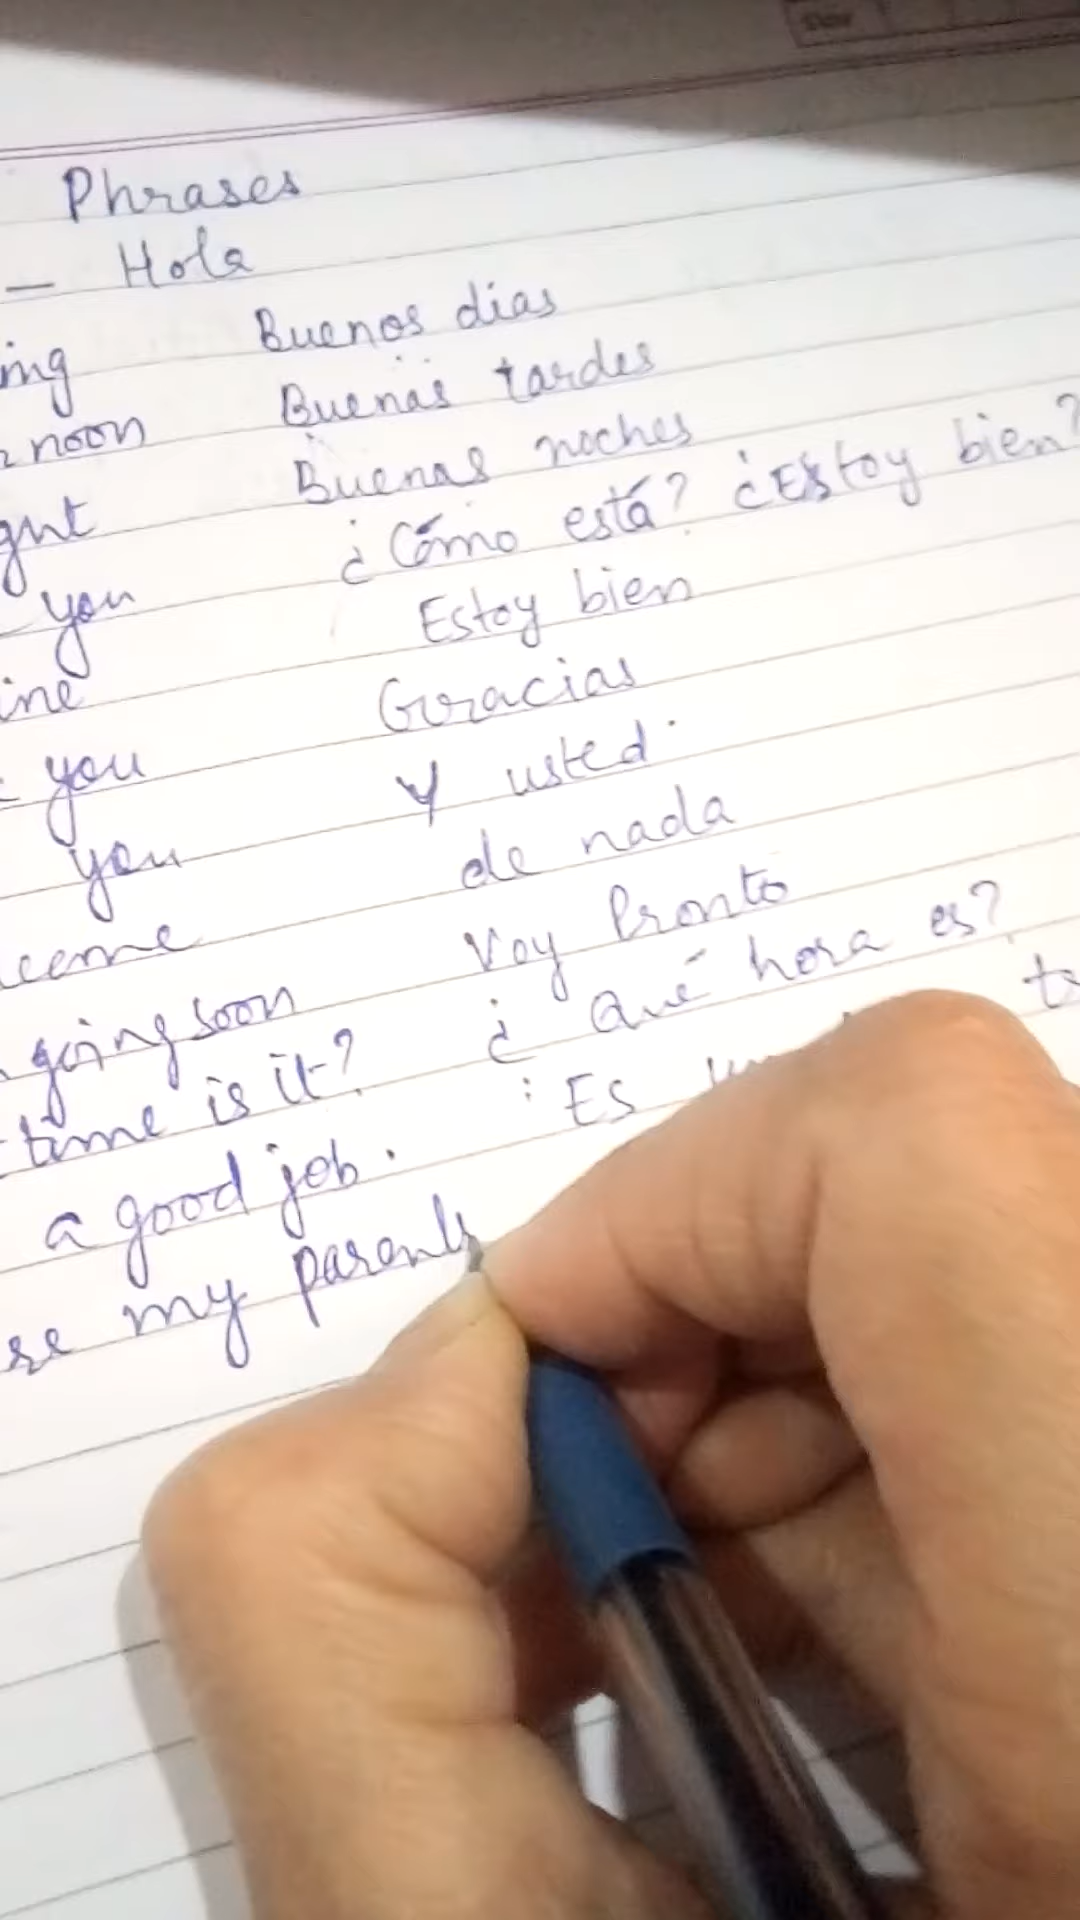 Phrases
— Hola
ing Buenos dias
noon Buenas tardes
Buenas noches
you ¿Cómo está? ¿Estoy bien?
ine Estoy bien
you Gracias
you Y usted
de nada
going soon Voy Pronto
time is it? ¿Qué hora es?
a good job. Es
my parents